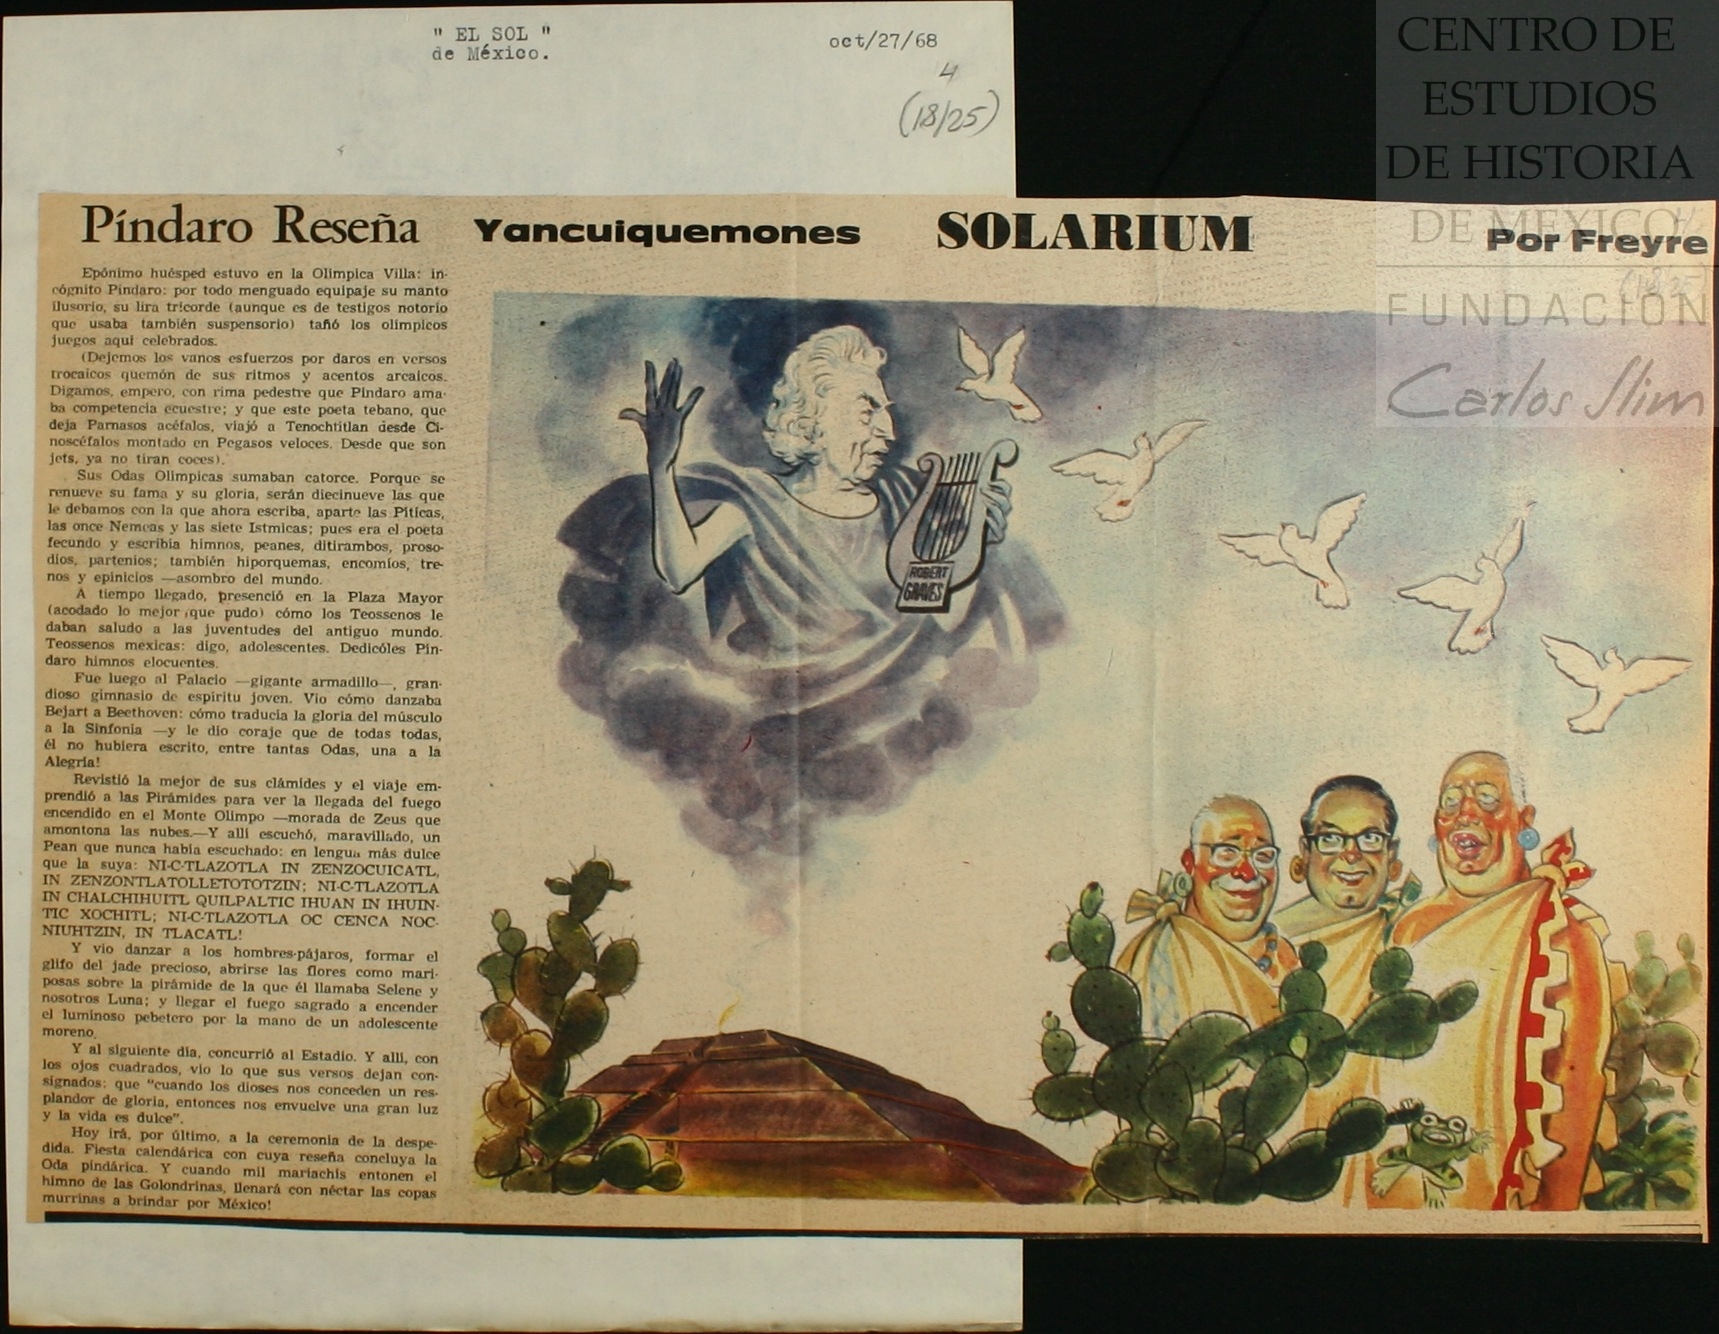 " EL SOL "
de México.
oct/27/68
4
(18/25)
CENTRO DE
ESTUDIOS
DE HISTORIA
DE MEXICO
FUNDACIÓN
Carlos Slim
Píndaro Reseña
Yancuiquemones
SOLARIUM
Por Freyre
Epónimo huésped estuvo en la Olímpica Villa: in-
cógnito Píndaro: por todo menguado equipaje su manto
ilusorio, su lira tricorde (aunque es de testigos notorio
que usaba también suspensorio) tañó los olímpicos
juegos aquí celebrados.
(Dejemos los vanos esfuerzos por daros en versos
trocaicos quemón de sus ritmos y acentos arcaicos.
Digamos, empero, con rima pedestre que Píndaro ama-
ba competencia ecuestre; y que este poeta tebano, que
deja Parnasos acéfalos, viajó a Tenochtitlan desde Ci-
noscéfalos montado en Pegasos veloces. Desde que son
jets, ya no tiran coces).
Sus Odas Olímpicas sumaban catorce. Porque se
renueve su fama y su gloria, serán diecinueve las que
le debamos con la que ahora escriba, aparte las Píticas,
las once Nemeas y las siete Istmicas; pues era el poeta
fecundo y escribía himnos, peanes, ditirambos, proso-
dios, partenios; también hiporquemas, encomios, tre-
nos y epinicios —asombro del mundo.
A tiempo llegado, presenció en la Plaza Mayor
(acodado lo mejor que pudo) cómo los Teossenos le
daban saludo a las juventudes del antiguo mundo.
Teossenos mexicas: digo, adolescentes. Dedicóles Pín-
daro himnos elocuentes.
Fue luego al Palacio —gigante armadillo—, gran-
dioso gimnasio de espíritu joven. Vio cómo danzaba
Bejart a Beethoven: cómo traducía la gloria del músculo
a la Sinfonía —y le dio coraje que de todas todas,
él no hubiera escrito, entre tantas Odas, una a la
Alegría!
Revistió la mejor de sus clámides y el viaje em-
prendió a las Pirámides para ver la llegada del fuego
encendido en el Monte Olimpo —morada de Zeus que
amontona las nubes.—Y allí escuchó, maravillado, un
Pean que nunca había escuchado: en lengua más dulce
que la suya: NI-C-TLAZOTLA IN ZENZOCUICATL,
IN ZENZONTLATOLLETOTOTZIN; NI-C-TLAZOTLA
IN CHALCHIHUITL QUILPALTIC IHUAN IN IHUIN-
TIC XOCHITL; NI-C-TLAZOTLA OC CENCA NOC-
NIUHTZIN, IN TLACATL!
Y vio danzar a los hombres-pájaros, formar el
glifo del jade precioso, abrirse las flores como mari-
posas sobre la pirámide de la que él llamaba Selene y
nosotros Luna; y llegar el fuego sagrado a encender
el luminoso pebetero por la mano de un adolescente
moreno.
Y al siguiente día, concurrió al Estadio. Y allí, con
los ojos cuadrados, vio lo que sus versos dejan con-
signados: que "cuando los dioses nos conceden un res-
plandor de gloria, entonces nos envuelve una gran luz
y la vida es dulce".
Hoy irá, por último, a la ceremonia de la despe-
dida. Fiesta calendárica con cuya reseña concluya la
Oda pindárica. Y cuando mil mariachis entonen el
himno de las Golondrinas, llenará con néctar las copas
murrinas a brindar por México!
ROBERT
GRAVES